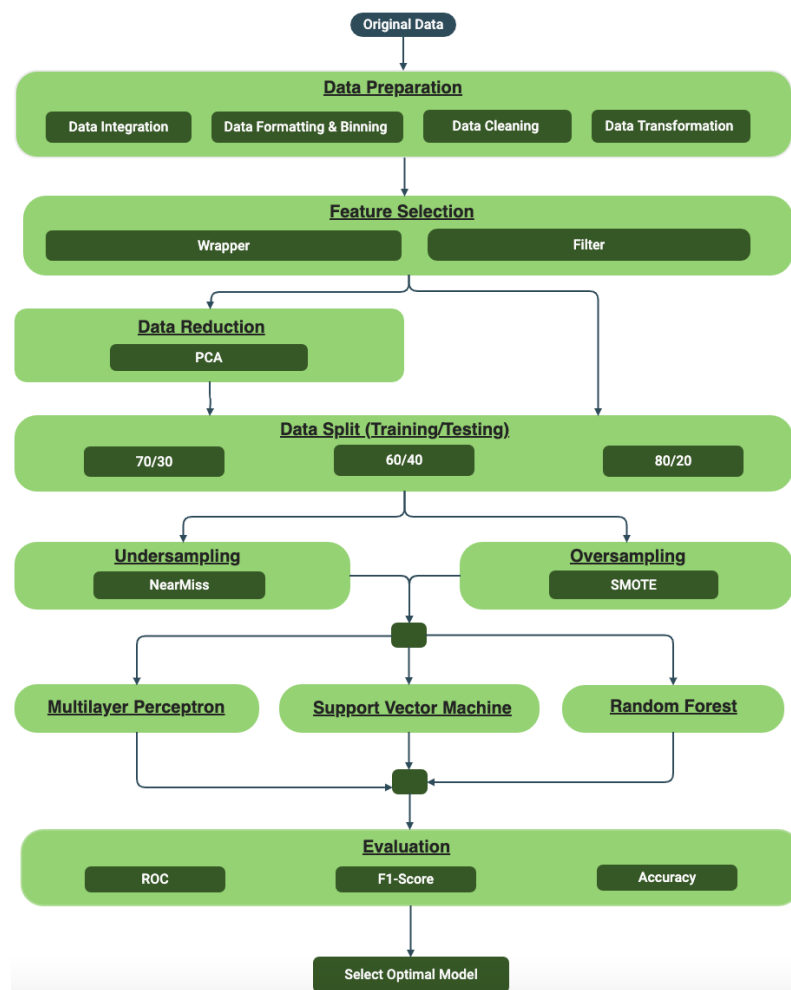 Original Data
Data Preparation
Data Integration
Data Formatting & Binning
Data Cleaning
Data Transformation
Feature Selection
Wrapper
Filter
Data Reduction
PCA
Data Split (Training/Testing)
70/30
60/40
80/20
Undersampling
NearMiss
Oversampling
SMOTE
Multilayer Perceptron
Support Vector Machine
Random Forest
Evaluation
ROC
F1-Score
Accuracy
Select Optimal Model